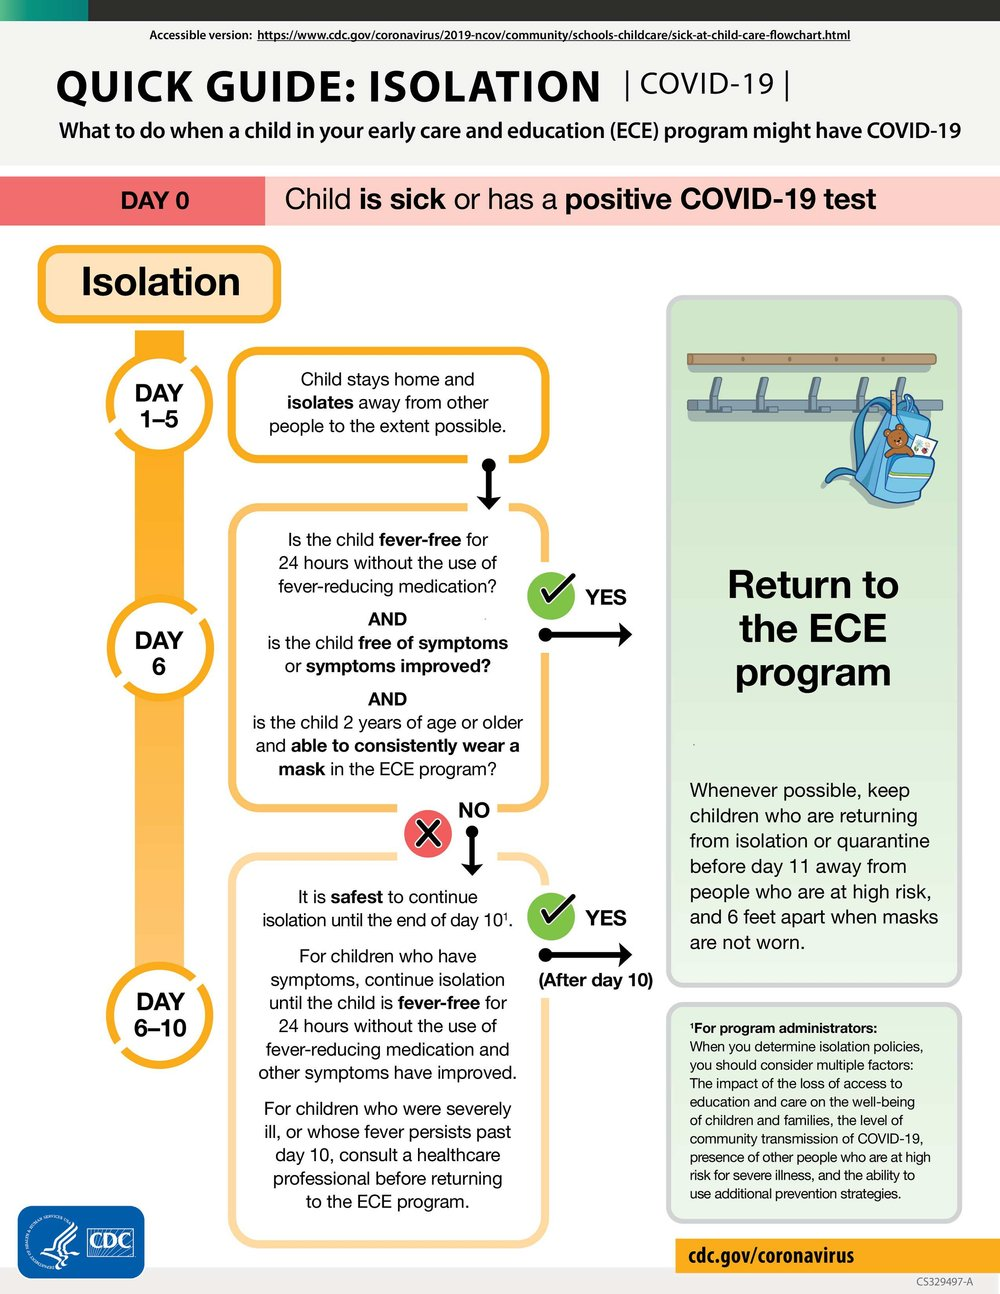 Accessible version: https://www.cdc.gov/coronavirus/2019-ncov/community/schools-childcare/sick-at-child-care-flowchart.html
QUICK GUIDE: ISOLATION | COVID-19 |
What to do when a child in your early care and education (ECE) program might have COVID-19
DAY 0
Child is sick or has a positive COVID-19 test
Isolation
DAY
1–5
Child stays home and
isolates away from other
people to the extent possible.
DAY
6
Is the child fever-free for
24 hours without the use of
fever-reducing medication?
AND
is the child free of symptoms
or symptoms improved?
AND
is the child 2 years of age or older
and able to consistently wear a
mask in the ECE program?
YES
NO
DAY
6–10
It is safest to continue
isolation until the end of day 10¹.
For children who have
symptoms, continue isolation
until the child is fever-free for
24 hours without the use of
fever-reducing medication and
other symptoms have improved.
For children who were severely
ill, or whose fever persists past
day 10, consult a healthcare
professional before returning
to the ECE program.
YES
(After day 10)
Return to
the ECE
program
Whenever possible, keep
children who are returning
from isolation or quarantine
before day 11 away from
people who are at high risk,
and 6 feet apart when masks
are not worn.
¹For program administrators:
When you determine isolation policies,
you should consider multiple factors:
The impact of the loss of access to
education and care on the well-being
of children and families, the level of
community transmission of COVID-19,
presence of other people who are at high
risk for severe illness, and the ability to
use additional prevention strategies.
DEPARTMENT OF HEALTH & HUMAN SERVICES USA
CDC
cdc.gov/coronavirus
CS329497-A